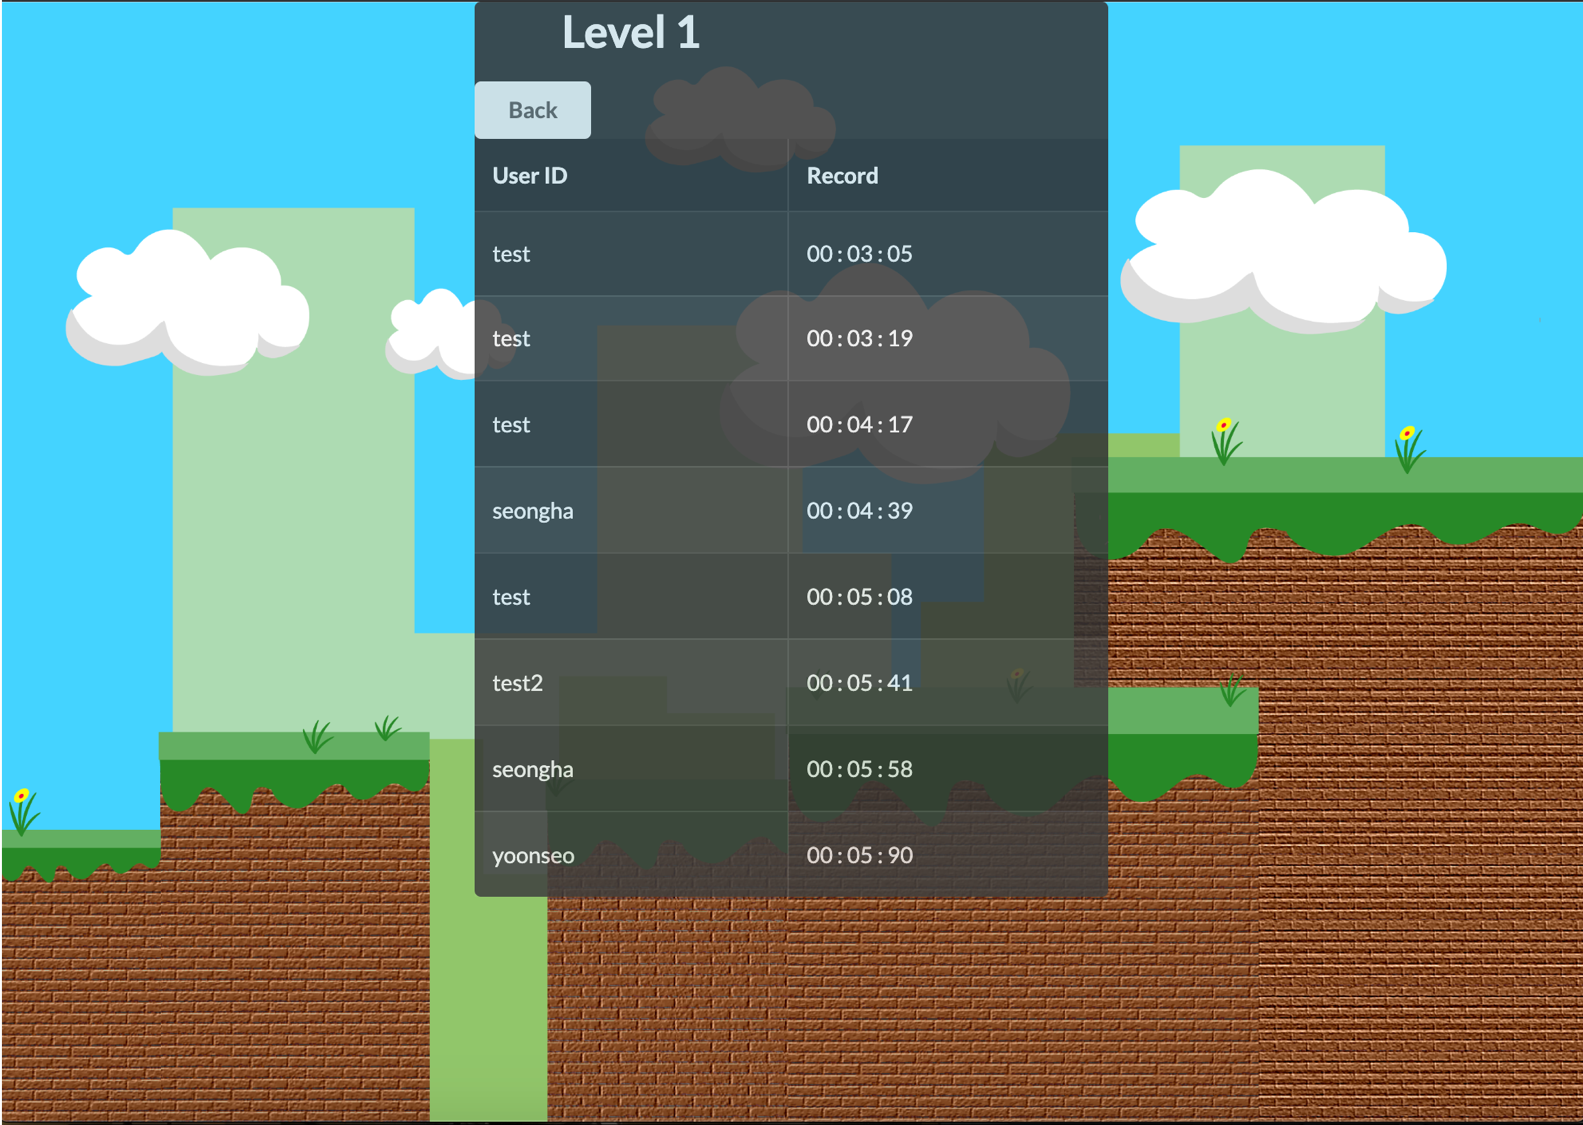 Level 1
Back
User ID Record
test 00:03:05
test 00:03:19
test 00:04:17
seongha 00:04:39
test 00:05:08
test2 00:05:41
seongha 00:05:58
yoonseo 00:05:90